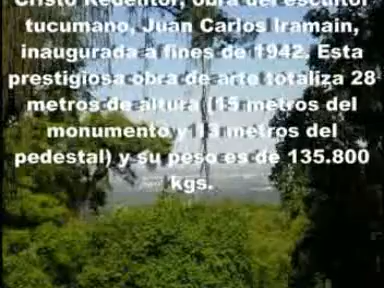 Cristo Redentor, obra del escultor
tucumano, Juan Carlos Iramain,
inaugurada a fines de 1942. Esta
prestigiosa obra de arte totaliza 28
metros de altura (15 metros del
monumento y 13 metros del
pedestal) y su peso es de 135.800
kgs.